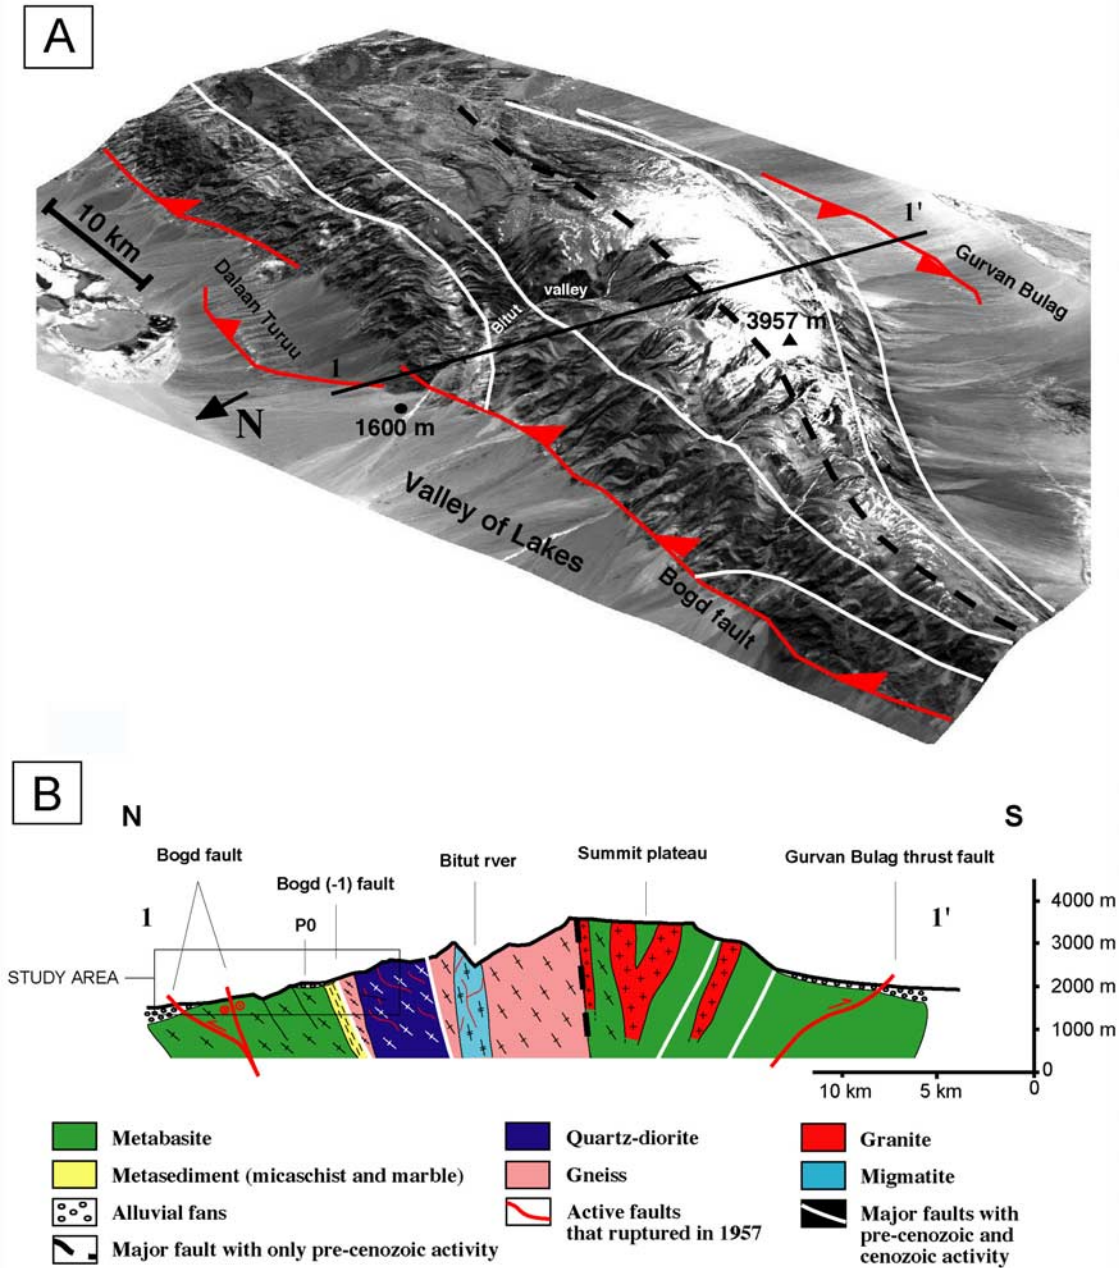 A
10 km
Dalaan Turuu
N
1
1600 m
Bitut
valley
3957 m
1'
Gurvan Bulag
Valley of Lakes
Bogd fault
B
N
S
Bogd fault
Bogd (-1) fault
Bitut rver
Summit plateau
Gurvan Bulag thrust fault
1
P0
1'
STUDY AREA
4000 m
3000 m
2000 m
1000 m
0
10 km
5 km
0
Metabasite
Metasediment (micaschist and marble)
Alluvial fans
Major fault with only pre-cenozoic activity
Quartz-diorite
Gneiss
Active faults
that ruptured in 1957
Granite
Migmatite
Major faults with
pre-cenozoic and
cenozoic activity